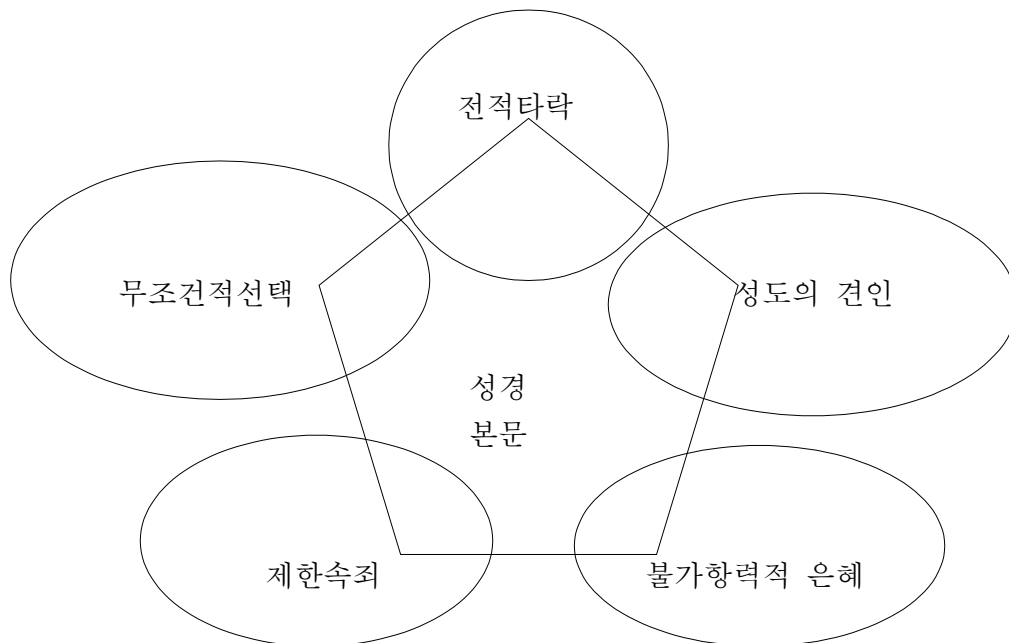 전적타락
무조건적선택
성도의 견인
성경
본문
제한속죄
불가항력적 은혜